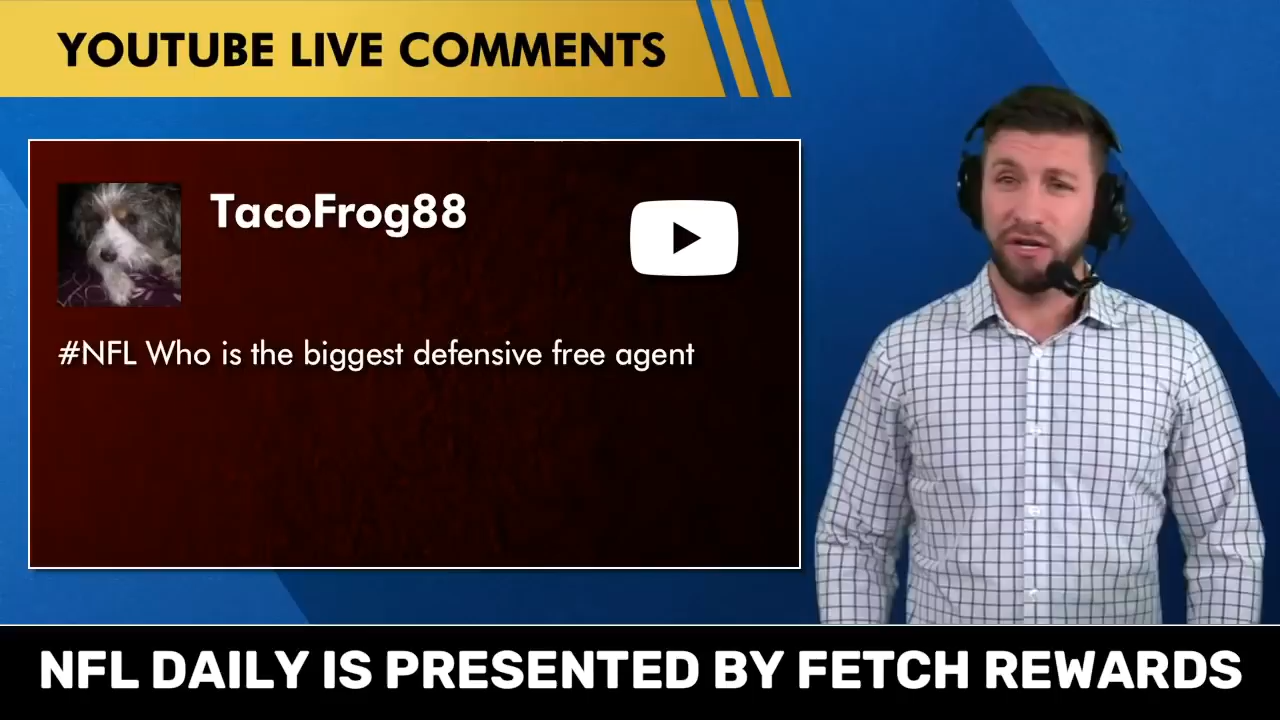 YOUTUBE LIVE COMMENTS
TacoFrog88
#NFL Who is the biggest defensive free agent
NFL DAILY IS PRESENTED BY FETCH REWARDS